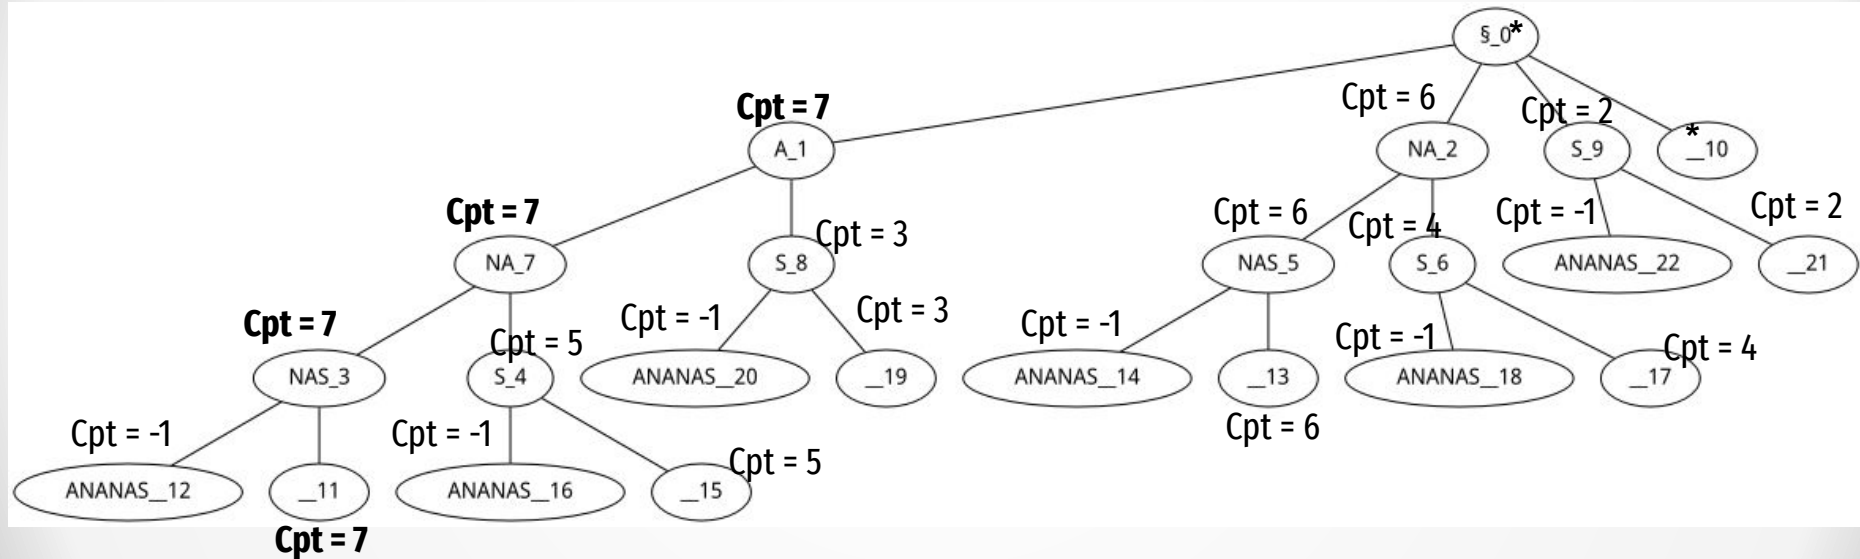 §_0*
Cpt = 7
Cpt = 6
Cpt = 2
A_1
NA_2
S_9
*
__10
Cpt = 7
Cpt = 3
Cpt = 6
Cpt = 4
Cpt = -1
Cpt = 2
NA_7
S_8
NAS_5
S_6
ANANAS__22
__21
Cpt = 7
Cpt = 5
Cpt = -1
Cpt = 3
Cpt = -1
Cpt = -1
Cpt = 4
NAS_3
S_4
ANANAS__20
__19
ANANAS__14
__13
ANANAS__18
__17
Cpt = -1
Cpt = -1
Cpt = 5
Cpt = 6
ANANAS__12
__11
ANANAS__16
__15
Cpt = 7